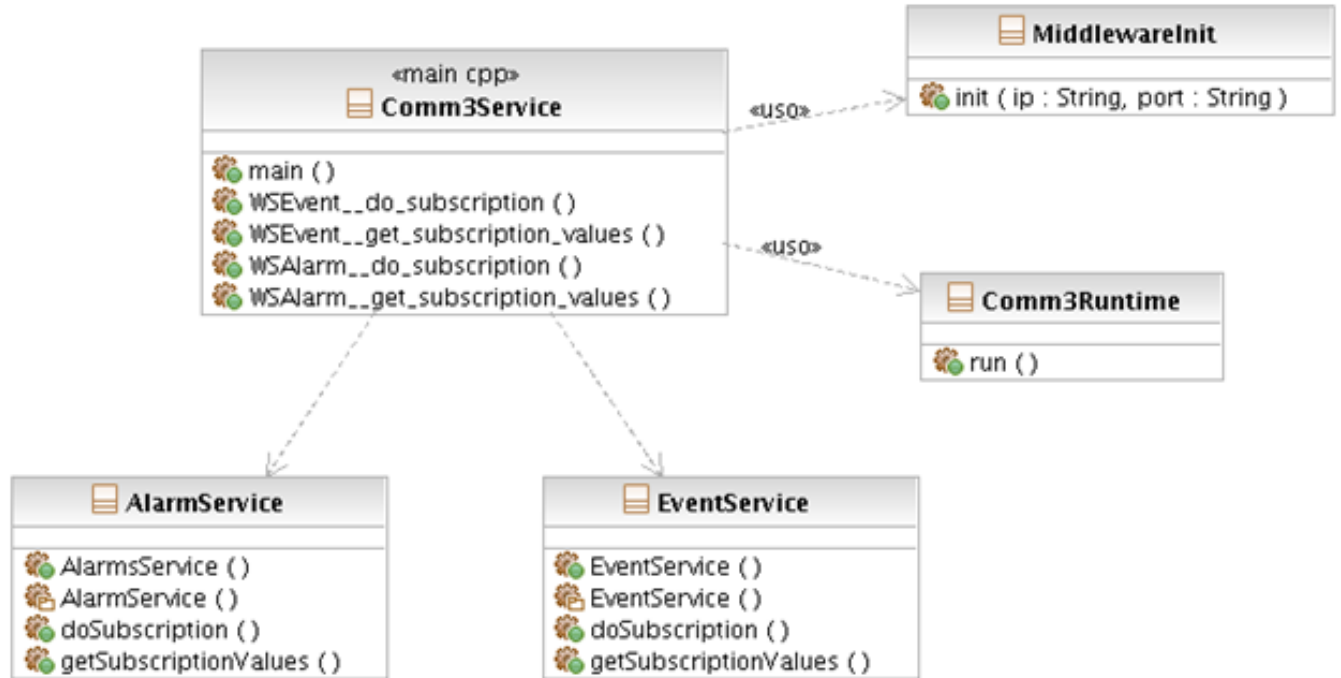 «main cpp»
Comm3Service
main ( )
WSEvent__do_subscription ( )
WSEvent__get_subscription_values ( )
WSAlarm__do_subscription ( )
WSAlarm__get_subscription_values ( )
«uso»
MiddlewareInit
init ( ip : String, port : String )
«uso»
Comm3Runtime
run ( )
AlarmService
AlarmsService ( )
AlarmService ( )
doSubscription ( )
getSubscriptionValues ( )
EventService
EventService ( )
EventService ( )
doSubscription ( )
getSubscriptionValues ( )